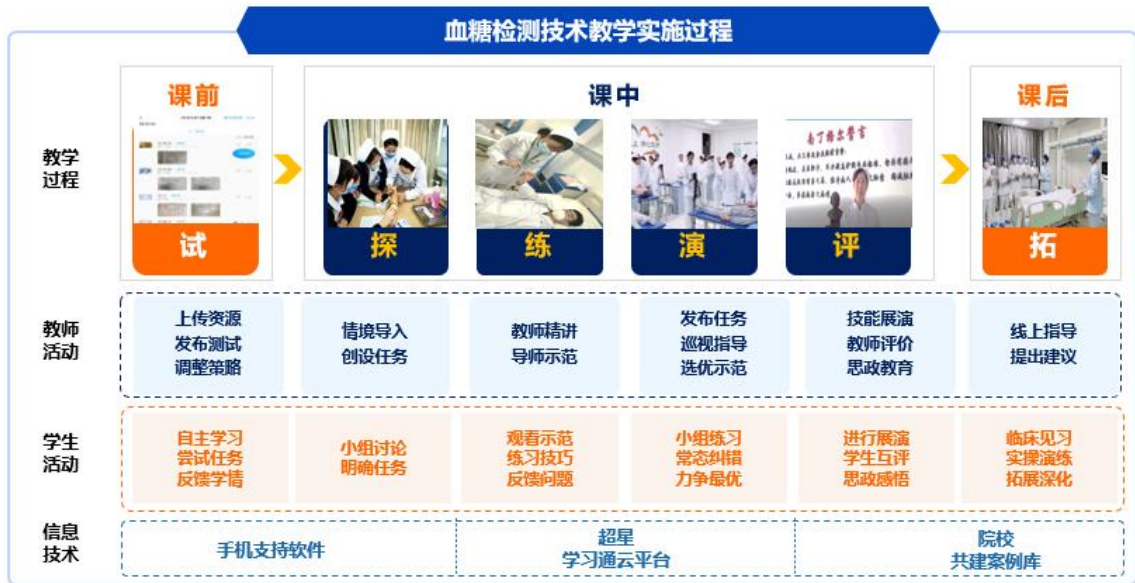 血糖检测技术教学实施过程
课前
课中
课后
教学
过程
南丁格尔誓言
试
探
练
演
评
拓
教师
活动
上传资源
发布测试
调整策略
情境导入
创设任务
教师精讲
导师示范
发布任务
巡视指导
选优示范
技能展演
教师评价
思政教育
线上指导
提出建议
学生
活动
自主学习
尝试任务
反馈学情
小组讨论
明确任务
观看示范
练习技巧
反馈问题
小组练习
常态纠错
力争最优
进行展演
学生互评
思政感悟
临床见习
实操演练
拓展深化
信息
技术
手机支持软件
超星
学习通云平台
院校
共建案例库